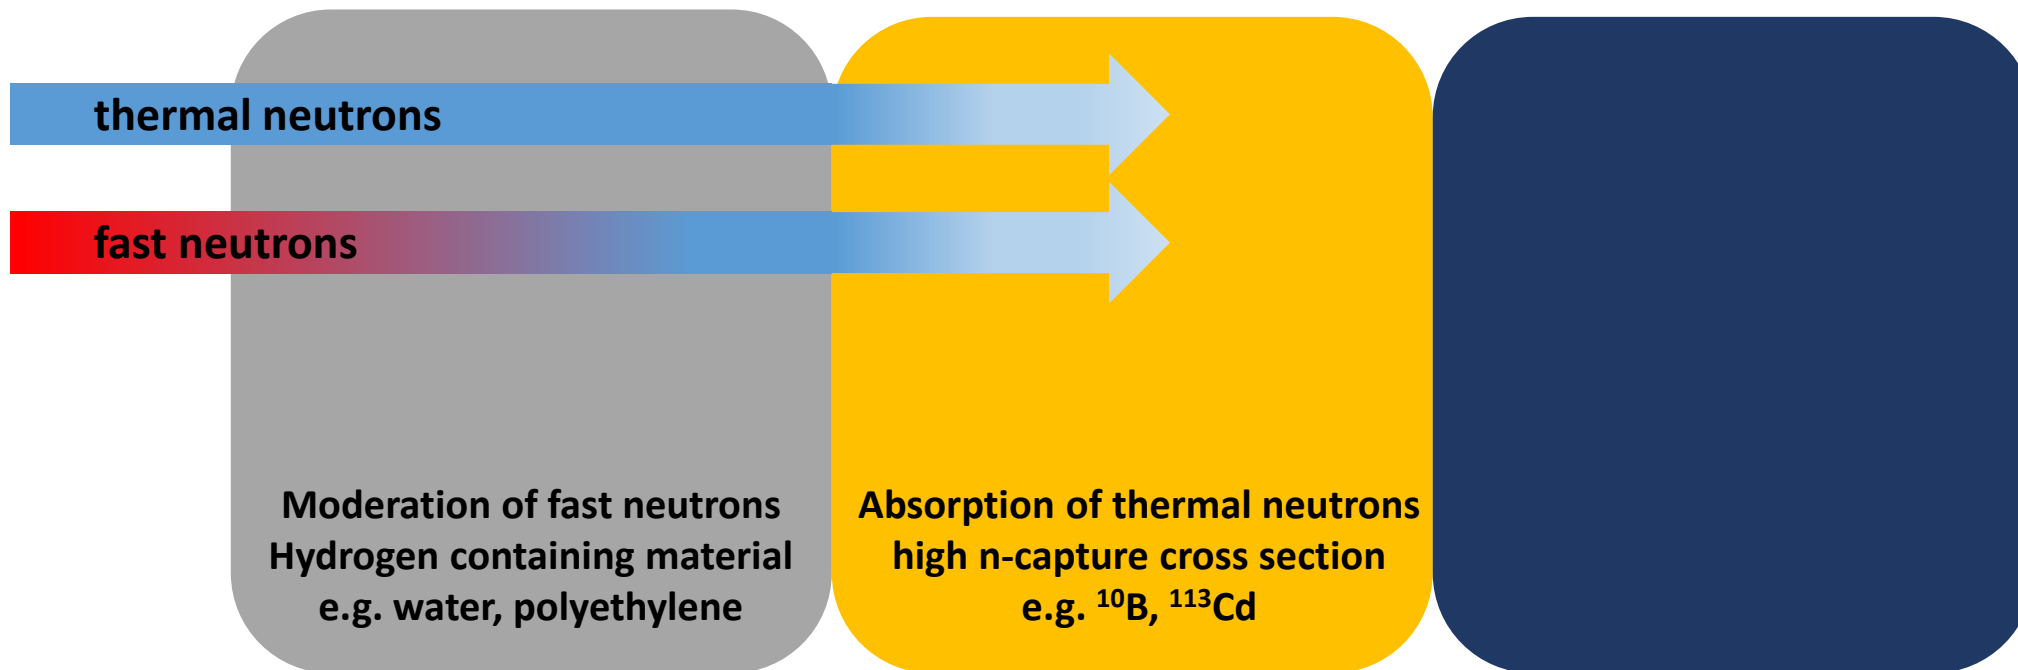 thermal neutrons
fast neutrons
Moderation of fast neutrons
Hydrogen containing material
e.g. water, polyethylene
Absorption of thermal neutrons
high n-capture cross section
e.g. ¹⁰B, ¹¹³Cd